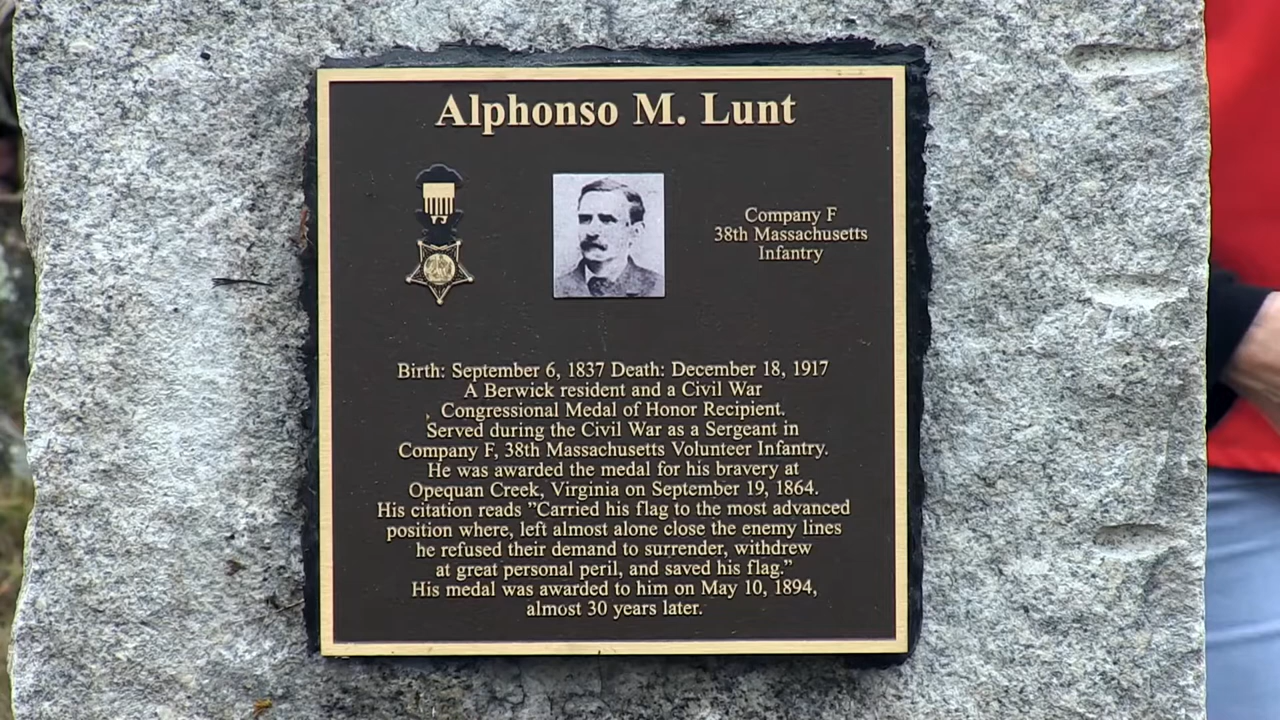 Alphonso M. Lunt
Company F
38th Massachusetts
Infantry
Birth: September 6, 1837 Death: December 18, 1917
A Berwick resident and a Civil War
Congressional Medal of Honor Recipient.
Served during the Civil War as a Sergeant in
Company F, 38th Massachusetts Volunteer Infantry.
He was awarded the medal for his bravery at
Opequan Creek, Virginia on September 19, 1864.
His citation reads ”Carried his flag to the most advanced
position where, left almost alone close the enemy lines
he refused their demand to surrender, withdrew
at great personal peril, and saved his flag.”
His medal was awarded to him on May 10, 1894,
almost 30 years later.